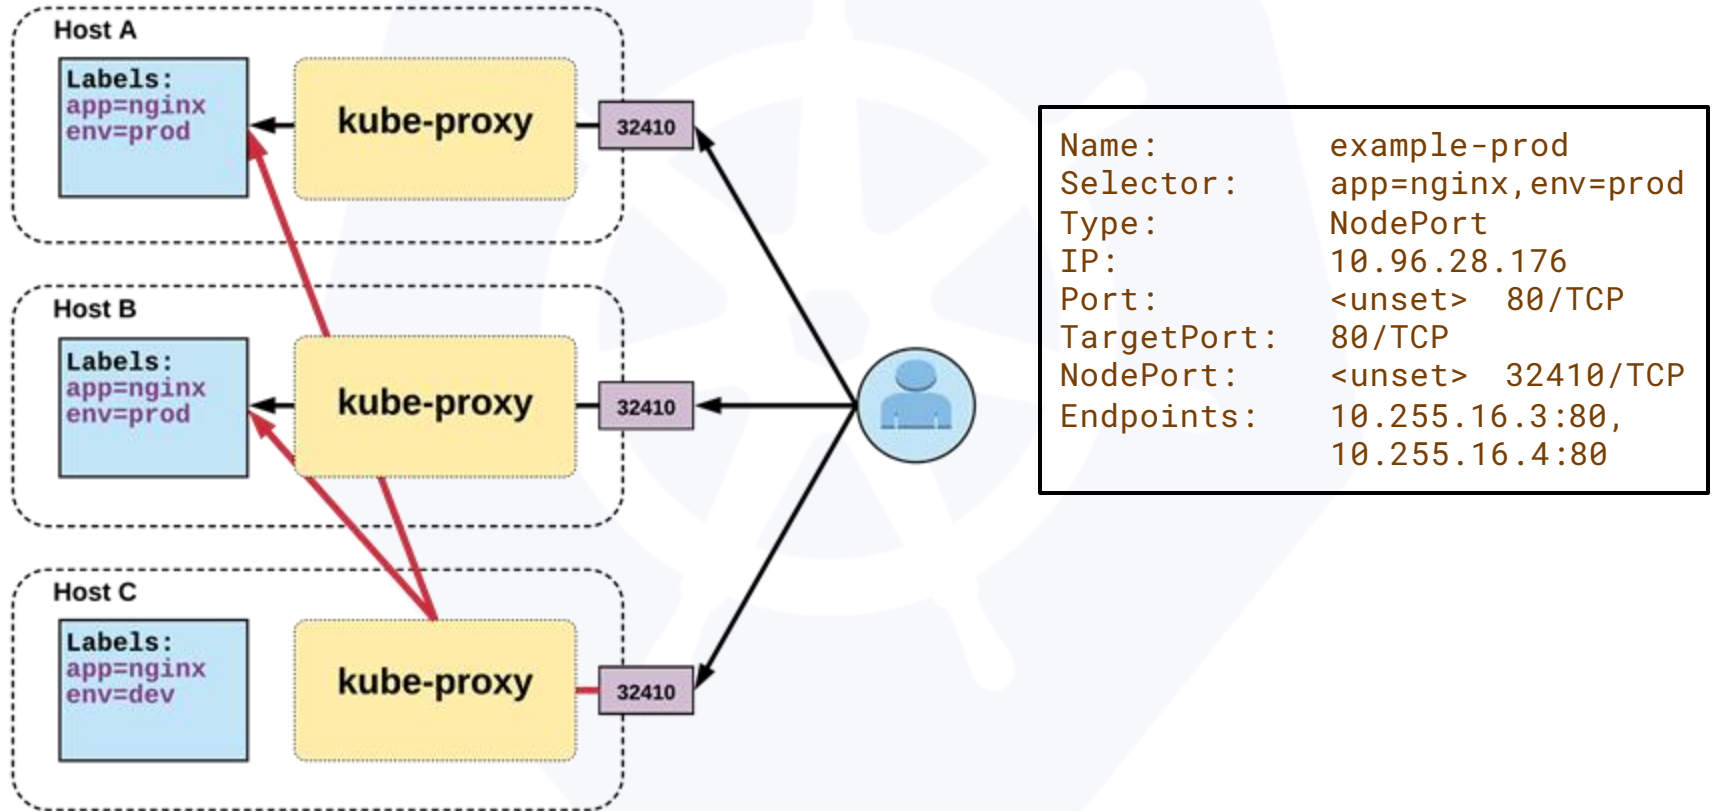 Host A
Labels:
app=nginx
env=prod
kube-proxy
32410
Host B
Labels:
app=nginx
env=prod
kube-proxy
32410
Host C
Labels:
app=nginx
env=dev
kube-proxy
32410
Name: example-prod
Selector: app=nginx,env=prod
Type: NodePort
IP: 10.96.28.176
Port: <unset> 80/TCP
TargetPort: 80/TCP
NodePort: <unset> 32410/TCP
Endpoints: 10.255.16.3:80,
10.255.16.4:80